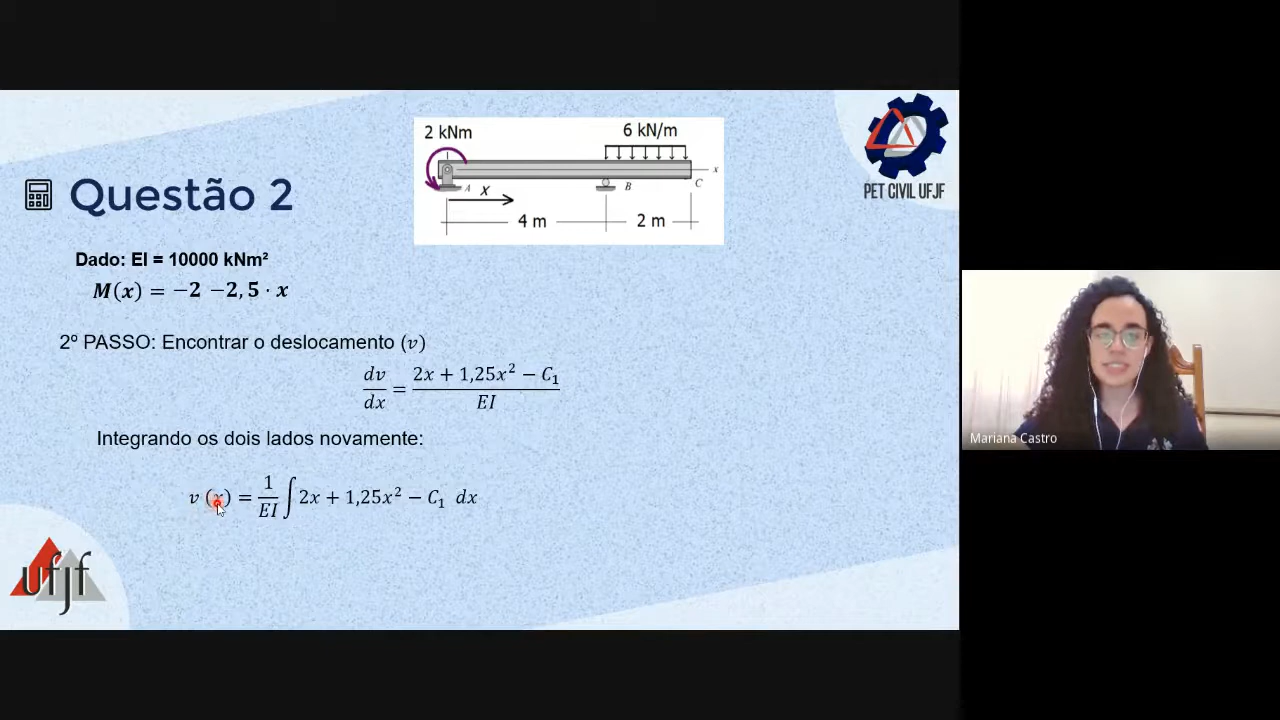 2 kNm
6 kN/m
A
X
B
C
x
4 m
2 m
PET CIVIL UFJF
Questão 2
Dado: EI = 10000 kNm²
M(x) = −2 −2,5 · x
2º PASSO: Encontrar o deslocamento (v)
dv/dx = (2x + 1,25x² − C₁)/EI
Integrando os dois lados novamente:
v (x) = 1/EI ∫ 2x + 1,25x² − C₁ dx
ufjf
Mariana Castro